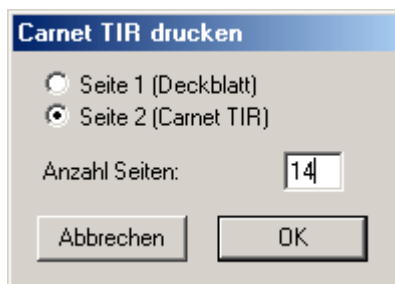 Carnet TIR drucken
Seite 1 (Deckblatt)
Seite 2 (Carnet TIR)
Anzahl Seiten: 14
Abbrechen OK